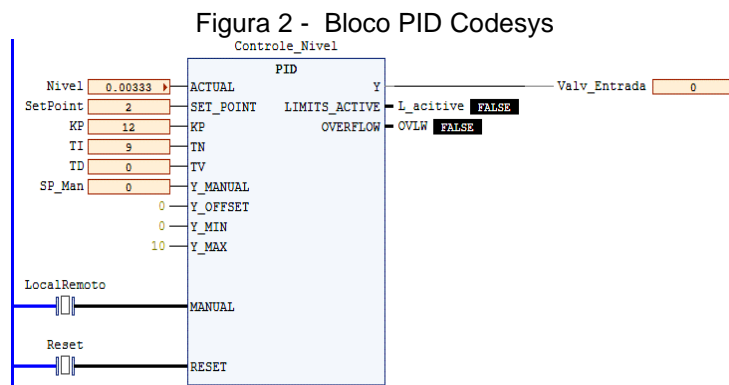 Figura 2 - Bloco PID Codesys
Controle_Nivel
PID
Nivel 0.00333 ACTUAL Y Valv_Entrada 0
SetPoint 2 SET_POINT LIMITS_ACTIVE L_acitive FALSE
KP 12 KP OVERFLOW OVLW FALSE
TI 9 TN
TD 0 TV
SP_Man 0 Y_MANUAL
0 Y_OFFSET
0 Y_MIN
10 Y_MAX
LocalRemoto
MANUAL
Reset
RESET